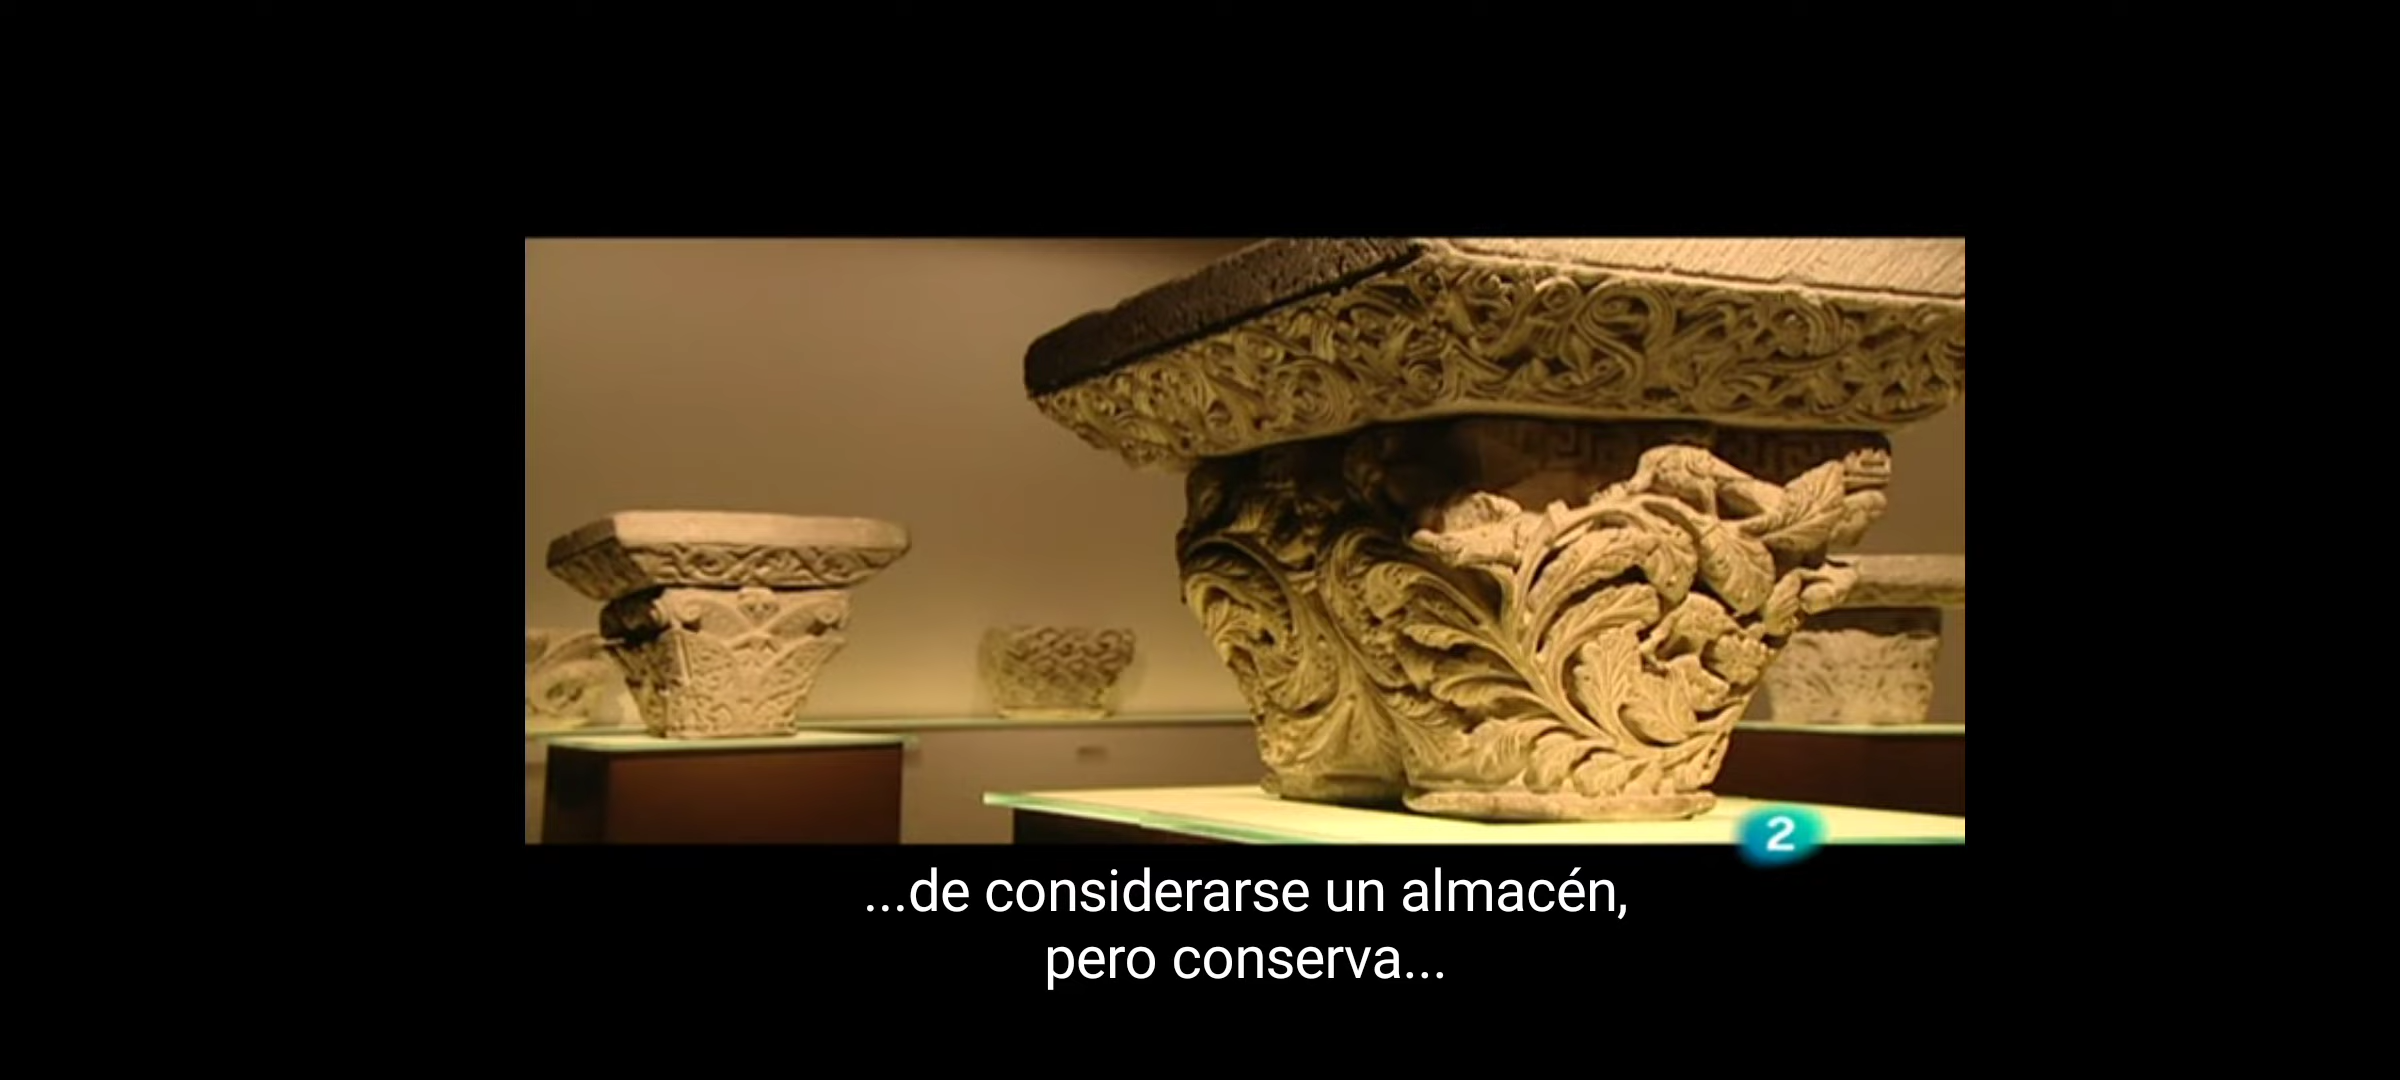 2
...de considerarse un almacén,
pero conserva...